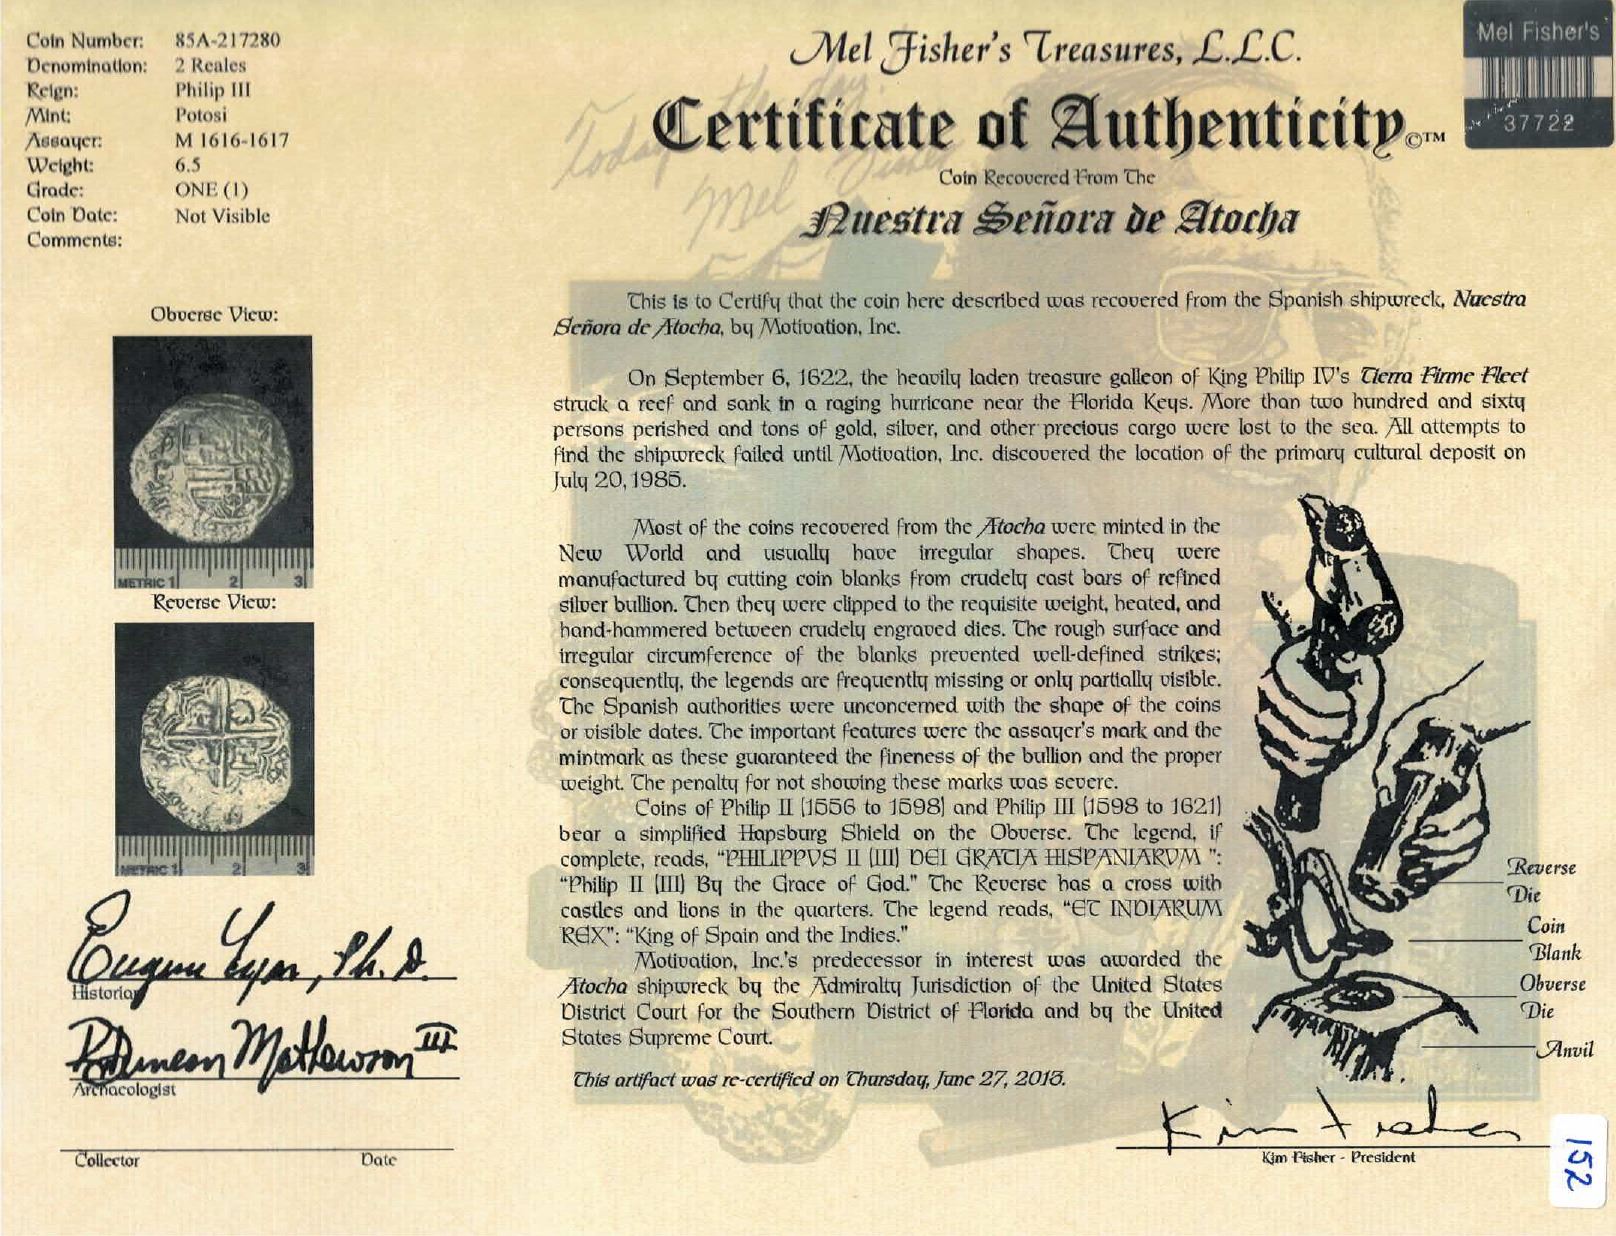 Coin Number: 85A-217280
Denomination: 2 Reales
Reign: Philip III
Mint: Potosi
Assayer: M 1616-1617
Weight: 6.5
Grade: ONE (1)
Coin Date: Not Visible
Comments:
Obverse View:
METRIC 1 2 3
Reverse View:
METRIC 1 2 3
Eugene Lyon, Ph. D.
Historian
R Duncan Mathewson III
Archaeologist
Collector Date
Mel Fisher's Treasures, L.L.C.
Certificate of Authenticity©™
Coin Recovered From The
Nuestra Señora de Atocha
Mel Fisher's
37722
Today the day!
Mel Fisher
This is to Certify that the coin here described was recovered from the Spanish shipwreck, Nuestra
Señora de Atocha, by Motivation, Inc.
On September 6, 1622, the heavily laden treasure galleon of King Philip IV's Tierra Firme Fleet
struck a reef and sank in a raging hurricane near the Florida Keys. More than two hundred and sixty
persons perished and tons of gold, silver, and other precious cargo were lost to the sea. All attempts to
find the shipwreck failed until Motivation, Inc. discovered the location of the primary cultural deposit on
July 20, 1985.
Most of the coins recovered from the Atocha were minted in the
New World and usually have irregular shapes. They were
manufactured by cutting coin blanks from crudely cast bars of refined
silver bullion. Then they were clipped to the requisite weight, heated, and
hand-hammered between crudely engraved dies. The rough surface and
irregular circumference of the blanks prevented well-defined strikes;
consequently, the legends are frequently missing or only partially visible.
The Spanish authorities were unconcerned with the shape of the coins
or visible dates. The important features were the assayer's mark and the
mintmark as these guaranteed the fineness of the bullion and the proper
weight. The penalty for not showing these marks was severe.
Coins of Philip II (1556 to 1598) and Philip III (1598 to 1621)
bear a simplified Hapsburg Shield on the Obverse. The legend, if
complete, reads, "PHILIPPVS II (III) DEI GRATIA HISPANIARVM ":
"Philip II (III) By the Grace of God." The Reverse has a cross with
castles and lions in the quarters. The legend reads, "ET INDIARUM
REX": "King of Spain and the Indies."
Motivation, Inc.'s predecessor in interest was awarded the
Atocha shipwreck by the Admiralty Jurisdiction of the United States
District Court for the Southern District of Florida and by the United
States Supreme Court.
This artifact was re-certified on Thursday, June 27, 2013.
Reverse
Die
Coin
Blank
Obverse
Die
Anvil
Kim Fisher
Kim Fisher - President
152